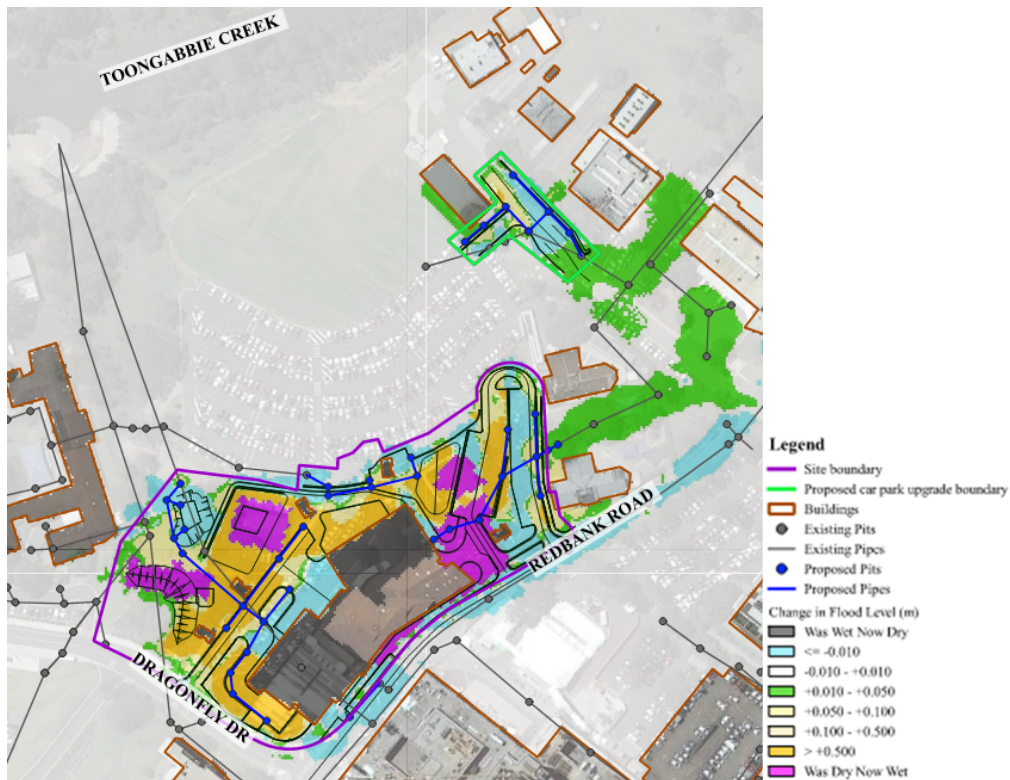 TOONGABBIE CREEK
REDBANK ROAD
DRAGONFLY DR
Legend
Site boundary
Proposed car park upgrade boundary
Buildings
Existing Pits
Existing Pipes
Proposed Pits
Proposed Pipes
Change in Flood Level (m)
Was Wet Now Dry
<= -0.010
-0.010 - +0.010
+0.010 - +0.050
+0.050 - +0.100
+0.100 - +0.500
> +0.500
Was Dry Now Wet